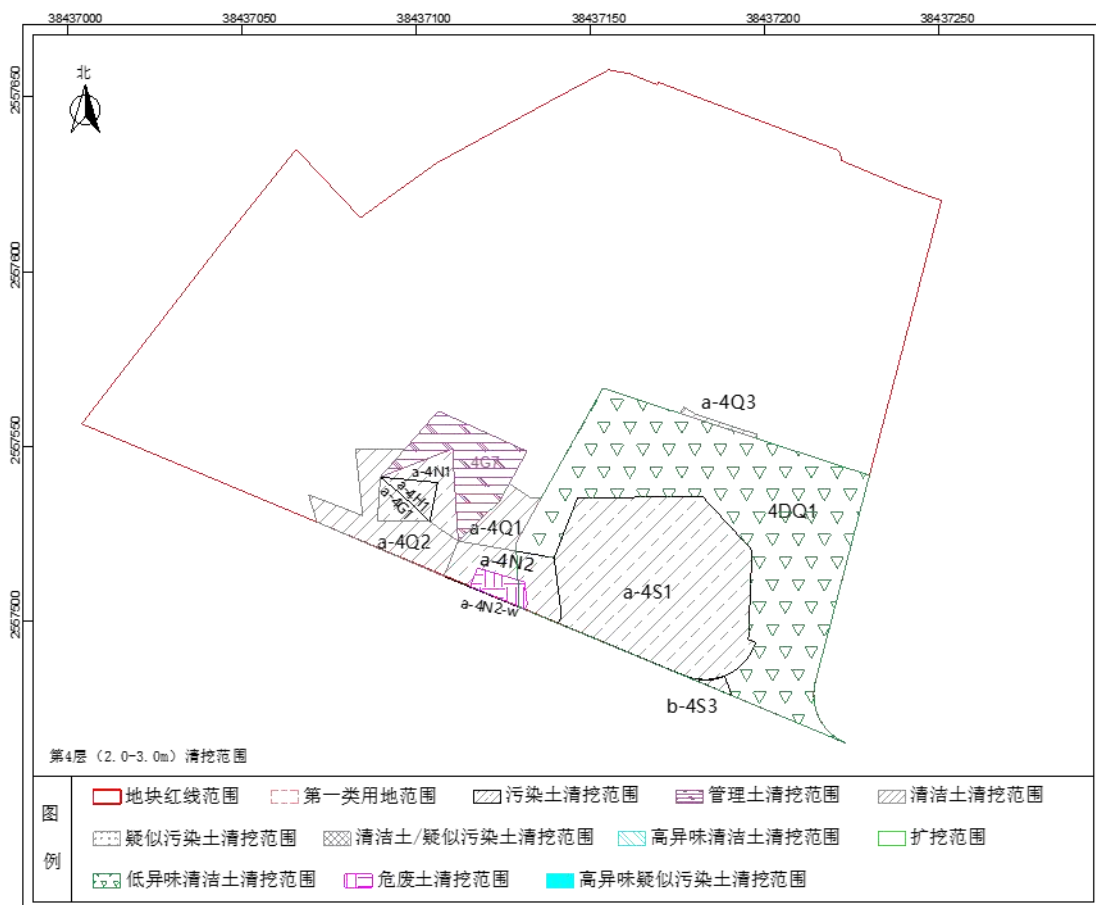 38437000 38437050 38437100 38437150 38437200 38437250
2557650
2557600
2557550
2557500
北
a-4Q3
4G7
a-4N1
a-4H1
a-4G1
a-4Q1
4DQ1
a-4Q2
a-4N2
a-4S1
a-4N2-w
b-4S3
第4层（2.0-3.0m）清挖范围
图例
地块红线范围 第一类用地范围 污染土清挖范围 管理土清挖范围 清洁土清挖范围
疑似污染土清挖范围 清洁土/疑似污染土清挖范围 高异味清洁土清挖范围 扩挖范围
低异味清洁土清挖范围 危废土清挖范围 高异味疑似污染土清挖范围